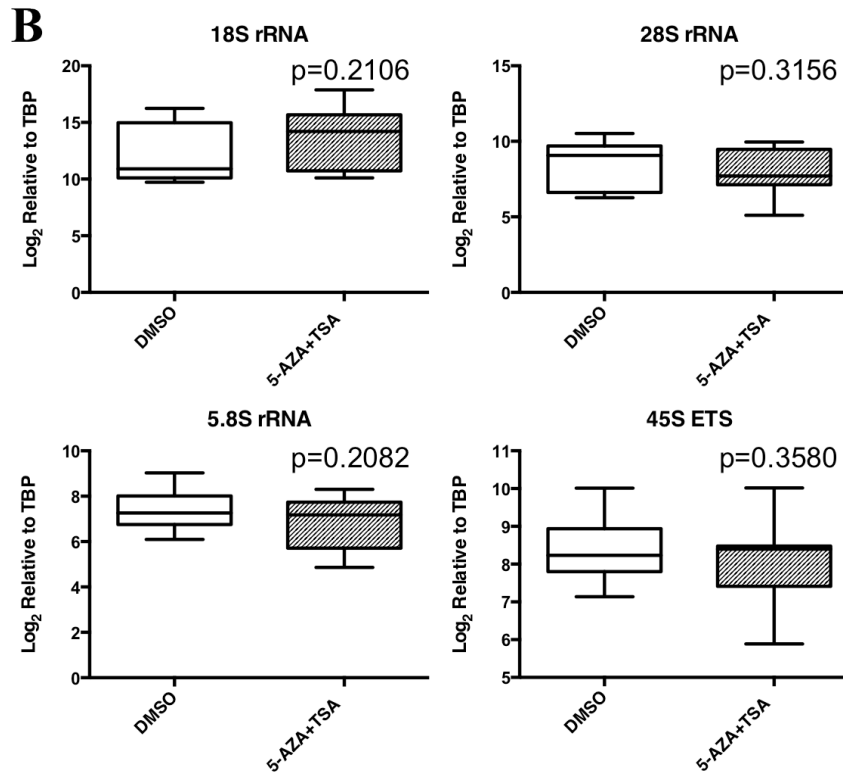 B
18S rRNA
p=0.2106
Log2 Relative to TBP
20
15
10
5
0
DMSO
5-AZA+TSA
28S rRNA
p=0.3156
Log2 Relative to TBP
15
10
5
0
DMSO
5-AZA+TSA
5.8S rRNA
p=0.2082
Log2 Relative to TBP
10
8
6
4
2
0
DMSO
5-AZA+TSA
45S ETS
p=0.3580
Log2 Relative to TBP
11
10
9
8
7
6
5
DMSO
5-AZA+TSA